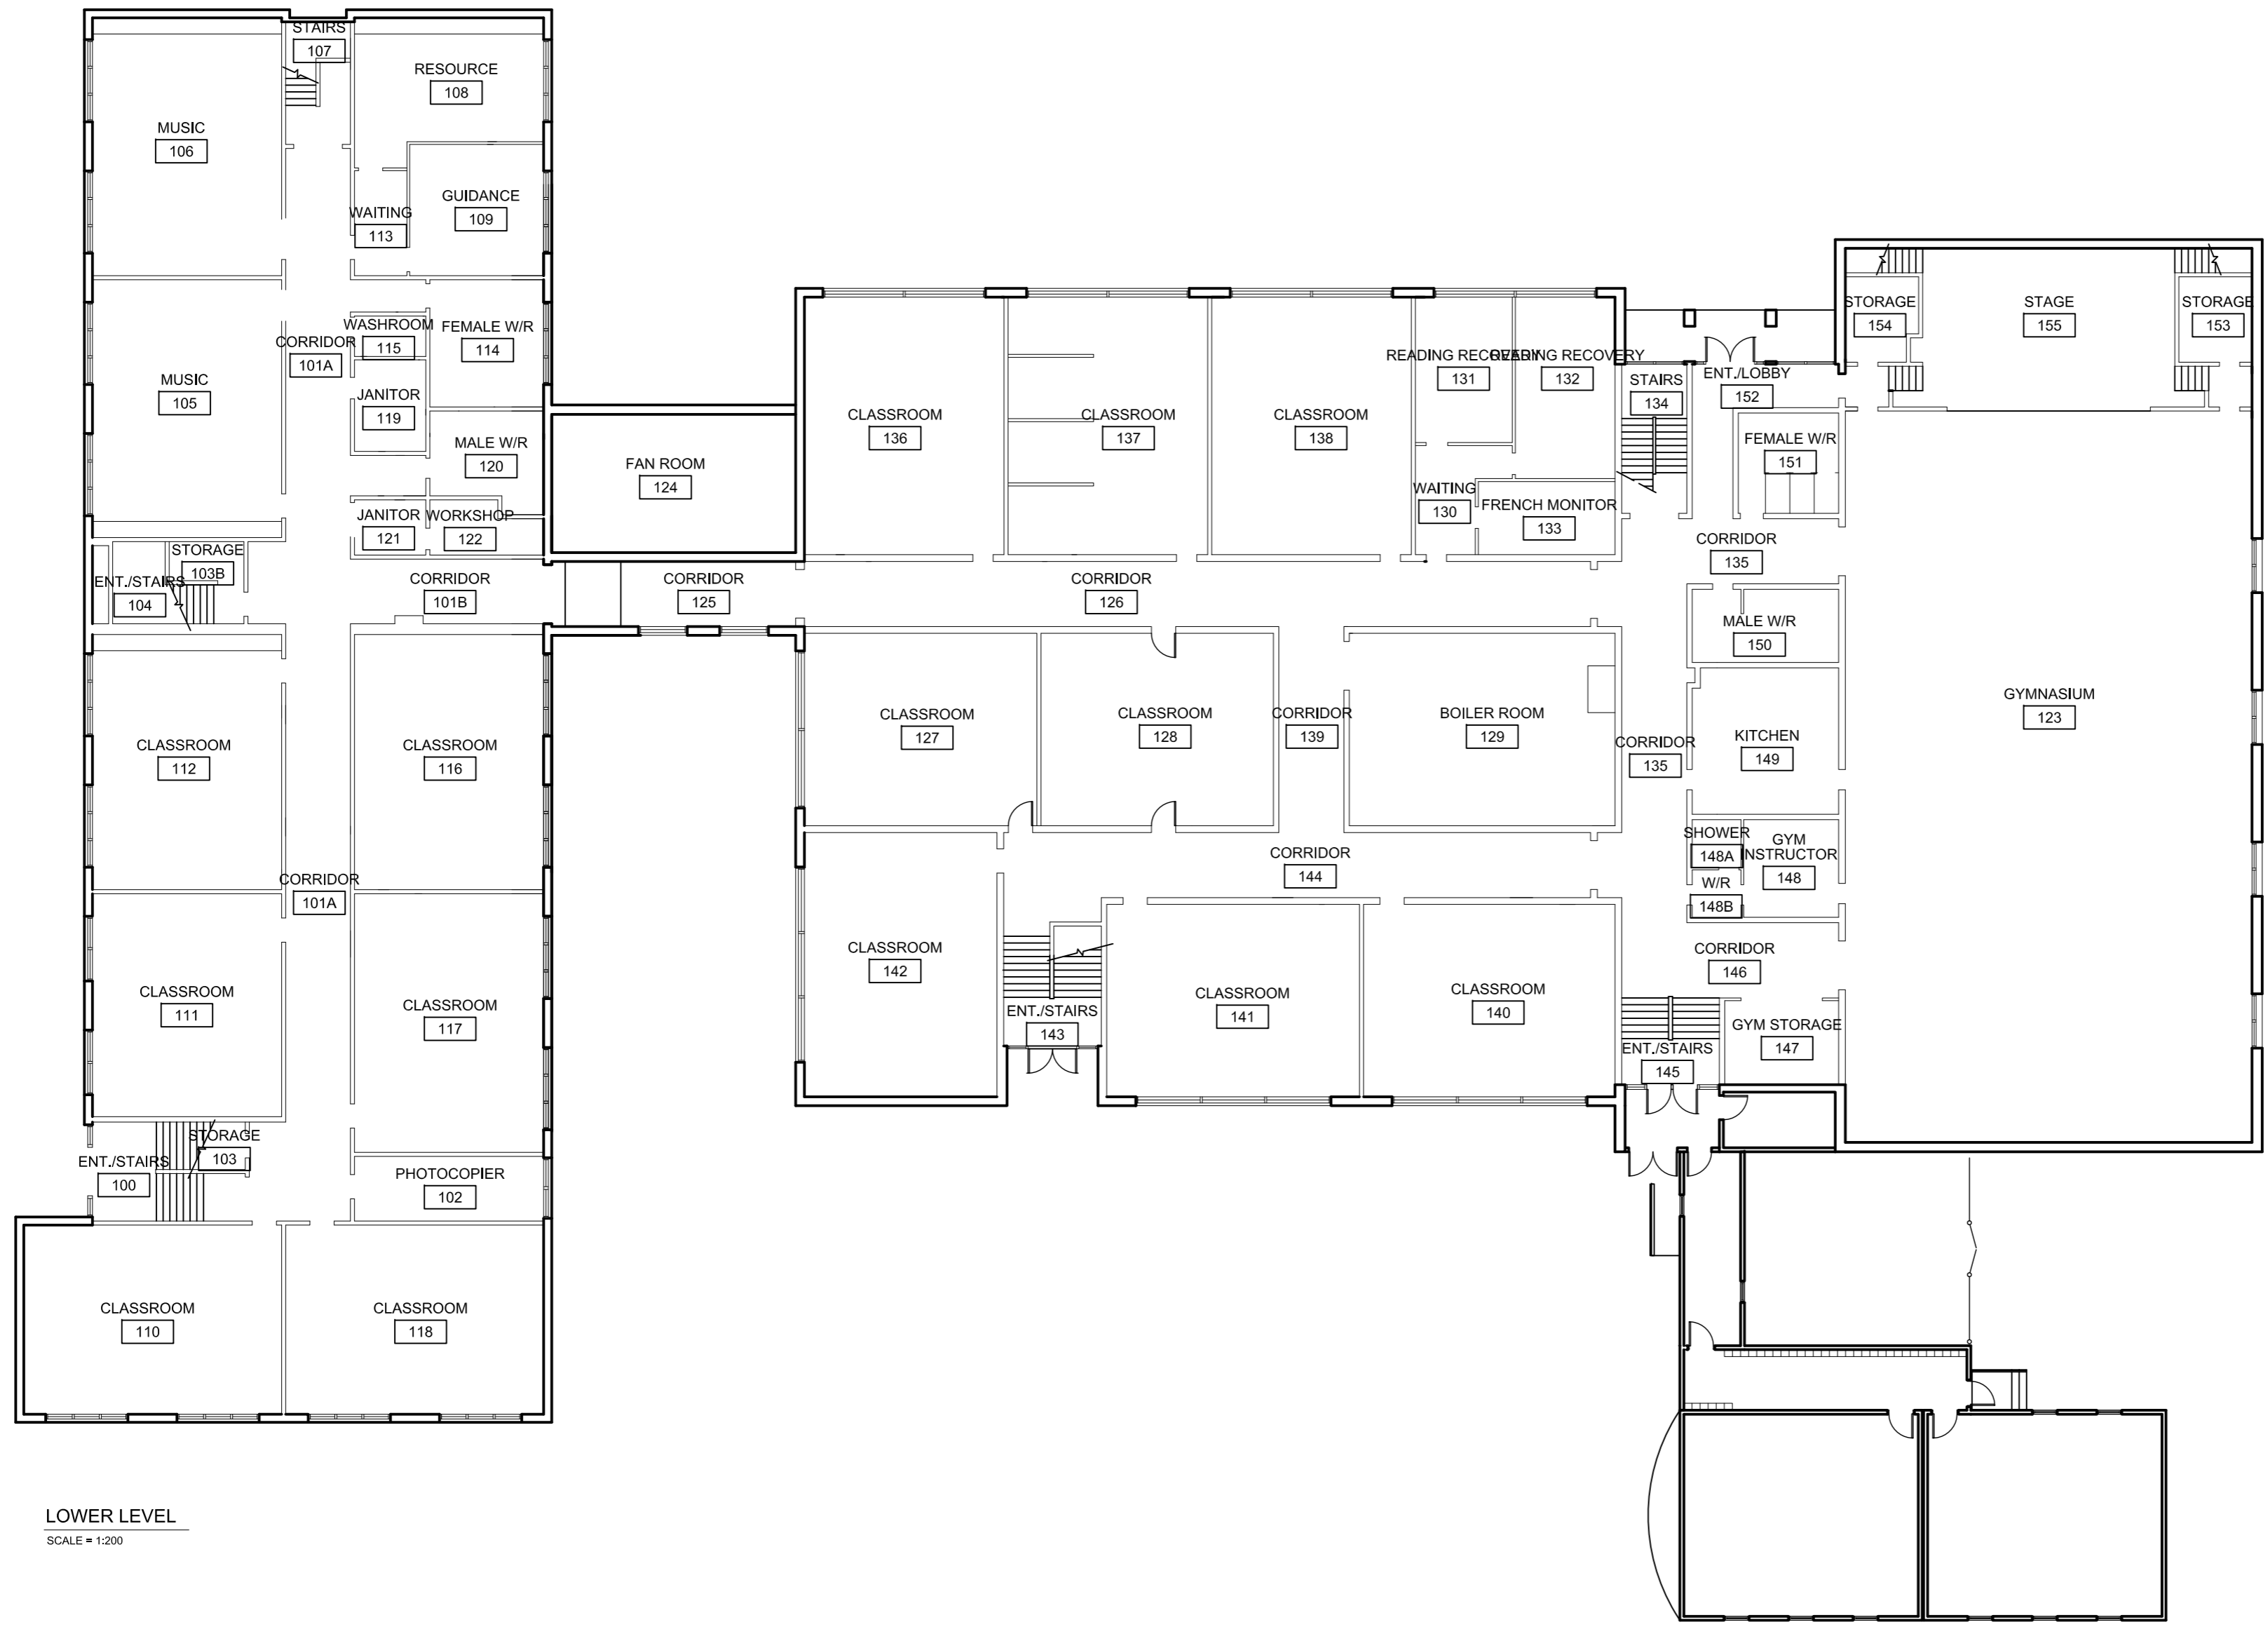 STAIRS
107
RESOURCE
108
MUSIC
106
GUIDANCE
109
WAITING
113
WASHROOM
115
FEMALE W/R
114
CORRIDOR
101A
MUSIC
105
JANITOR
119
MALE W/R
120
JANITOR
121
WORKSHOP
122
STORAGE
103B
ENT./STAIRS
104
CORRIDOR
101B
FAN ROOM
124
CORRIDOR
125
CLASSROOM
112
CLASSROOM
116
CORRIDOR
101A
CLASSROOM
111
CLASSROOM
117
STORAGE
103
ENT./STAIRS
100
PHOTOCOPIER
102
CLASSROOM
110
CLASSROOM
118
CLASSROOM
136
CLASSROOM
137
CLASSROOM
138
READING RECOVERY
131
READING RECOVERY
132
WAITING
130
FRENCH MONITOR
133
STAIRS
134
ENT./LOBBY
152
FEMALE W/R
151
STORAGE
154
STAGE
155
STORAGE
153
CORRIDOR
126
CORRIDOR
135
MALE W/R
150
CLASSROOM
127
CLASSROOM
128
CORRIDOR
139
BOILER ROOM
129
CORRIDOR
135
KITCHEN
149
GYMNASIUM
123
SHOWER
148A
GYM
INSTRUCTOR
148
W/R
148B
CORRIDOR
144
CLASSROOM
142
ENT./STAIRS
143
CLASSROOM
141
CLASSROOM
140
CORRIDOR
146
GYM STORAGE
147
ENT./STAIRS
145
LOWER LEVEL
SCALE = 1:200